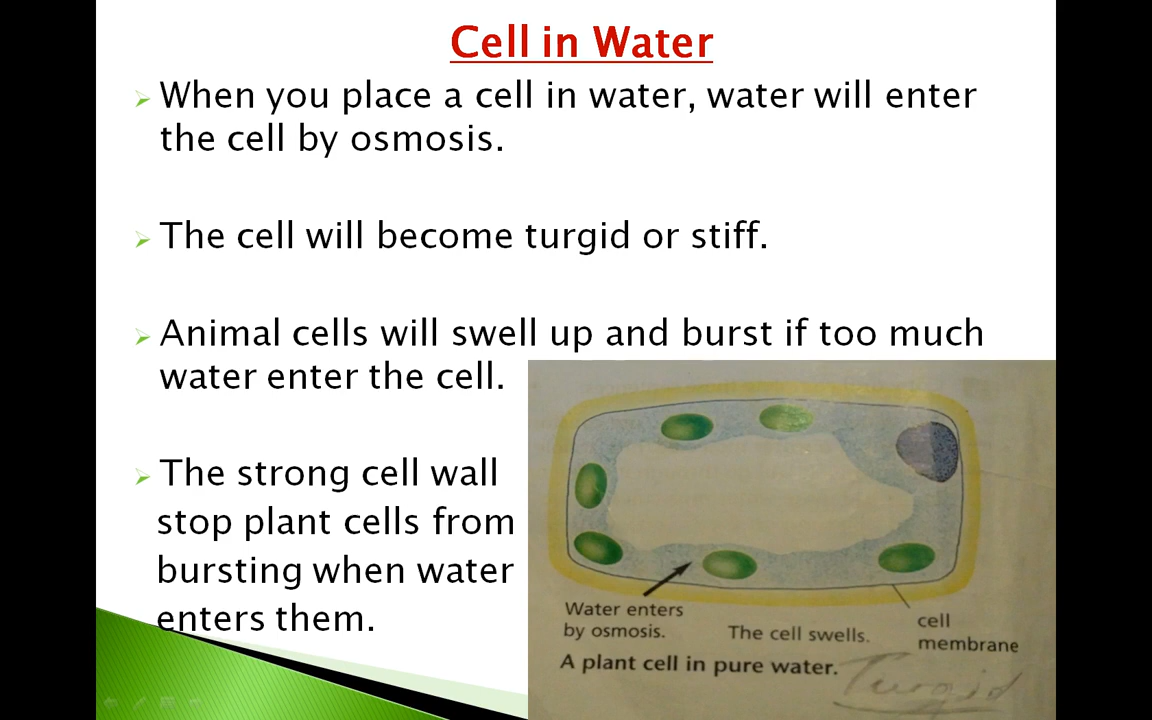 Cell in Water
When you place a cell in water, water will enter
the cell by osmosis.
The cell will become turgid or stiff.
Animal cells will swell up and burst if too much
water enter the cell.
The strong cell wall
stop plant cells from
bursting when water
enters them.
Water enters
by osmosis.
The cell swells.
cell
membrane
A plant cell in pure water.
Turgid